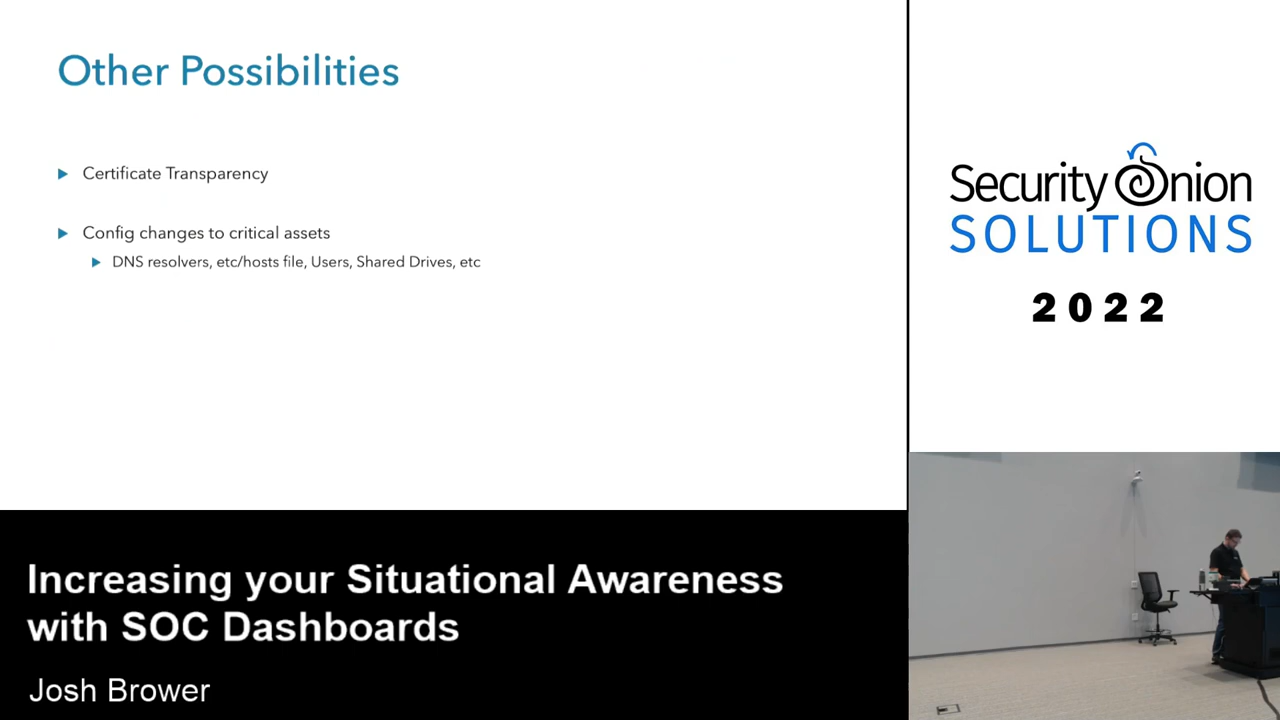 Other Possibilities
Certificate Transparency
Config changes to critical assets
DNS resolvers, etc/hosts file, Users, Shared Drives, etc
Security Onion
SOLUTIONS
2022
Increasing your Situational Awareness
with SOC Dashboards
Josh Brower